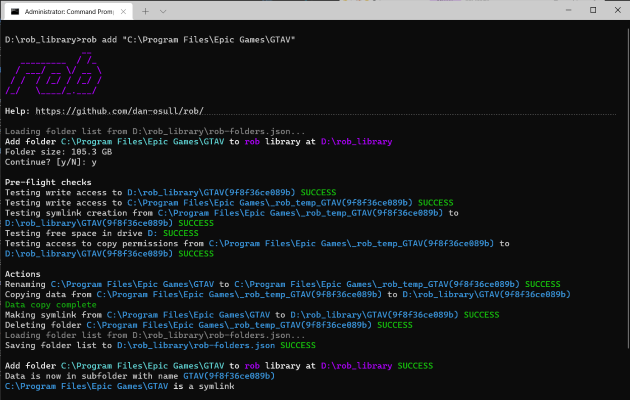 Administrator: Command Promp
D:\rob_library>rob add "C:\Program Files\Epic Games\GTAV"
rob
Help: https://github.com/dan-osull/rob/
Loading folder list from D:\rob_library\rob-folders.json...
Add folder C:\Program Files\Epic Games\GTAV to rob library at D:\rob_library
Folder size: 105.3 GB
Continue? [y/N]: y
Pre-flight checks
Testing write access to D:\rob_library\GTAV(9f8f36ce089b) SUCCESS
Testing write access to C:\Program Files\Epic Games\_rob_temp_GTAV(9f8f36ce089b) SUCCESS
Testing symlink creation from C:\Program Files\Epic Games\_rob_temp_GTAV(9f8f36ce089b) to
D:\rob_library\GTAV(9f8f36ce089b) SUCCESS
Testing free space in drive D: SUCCESS
Testing access to copy permissions from C:\Program Files\Epic Games\_rob_temp_GTAV(9f8f36ce089b) to
D:\rob_library\GTAV(9f8f36ce089b) SUCCESS
Actions
Renaming C:\Program Files\Epic Games\GTAV to C:\Program Files\Epic Games\_rob_temp_GTAV(9f8f36ce089b) SUCCESS
Copying data from C:\Program Files\Epic Games\_rob_temp_GTAV(9f8f36ce089b) to D:\rob_library\GTAV(9f8f36ce089b)
Data copy complete
Making symlink from C:\Program Files\Epic Games\GTAV to D:\rob_library\GTAV(9f8f36ce089b) SUCCESS
Deleting folder C:\Program Files\Epic Games\_rob_temp_GTAV(9f8f36ce089b) SUCCESS
Loading folder list from D:\rob_library\rob-folders.json...
Saving folder list to D:\rob_library\rob-folders.json SUCCESS
Add folder C:\Program Files\Epic Games\GTAV to rob library at D:\rob_library SUCCESS
Data is now in subfolder with name GTAV(9f8f36ce089b)
C:\Program Files\Epic Games\GTAV is a symlink